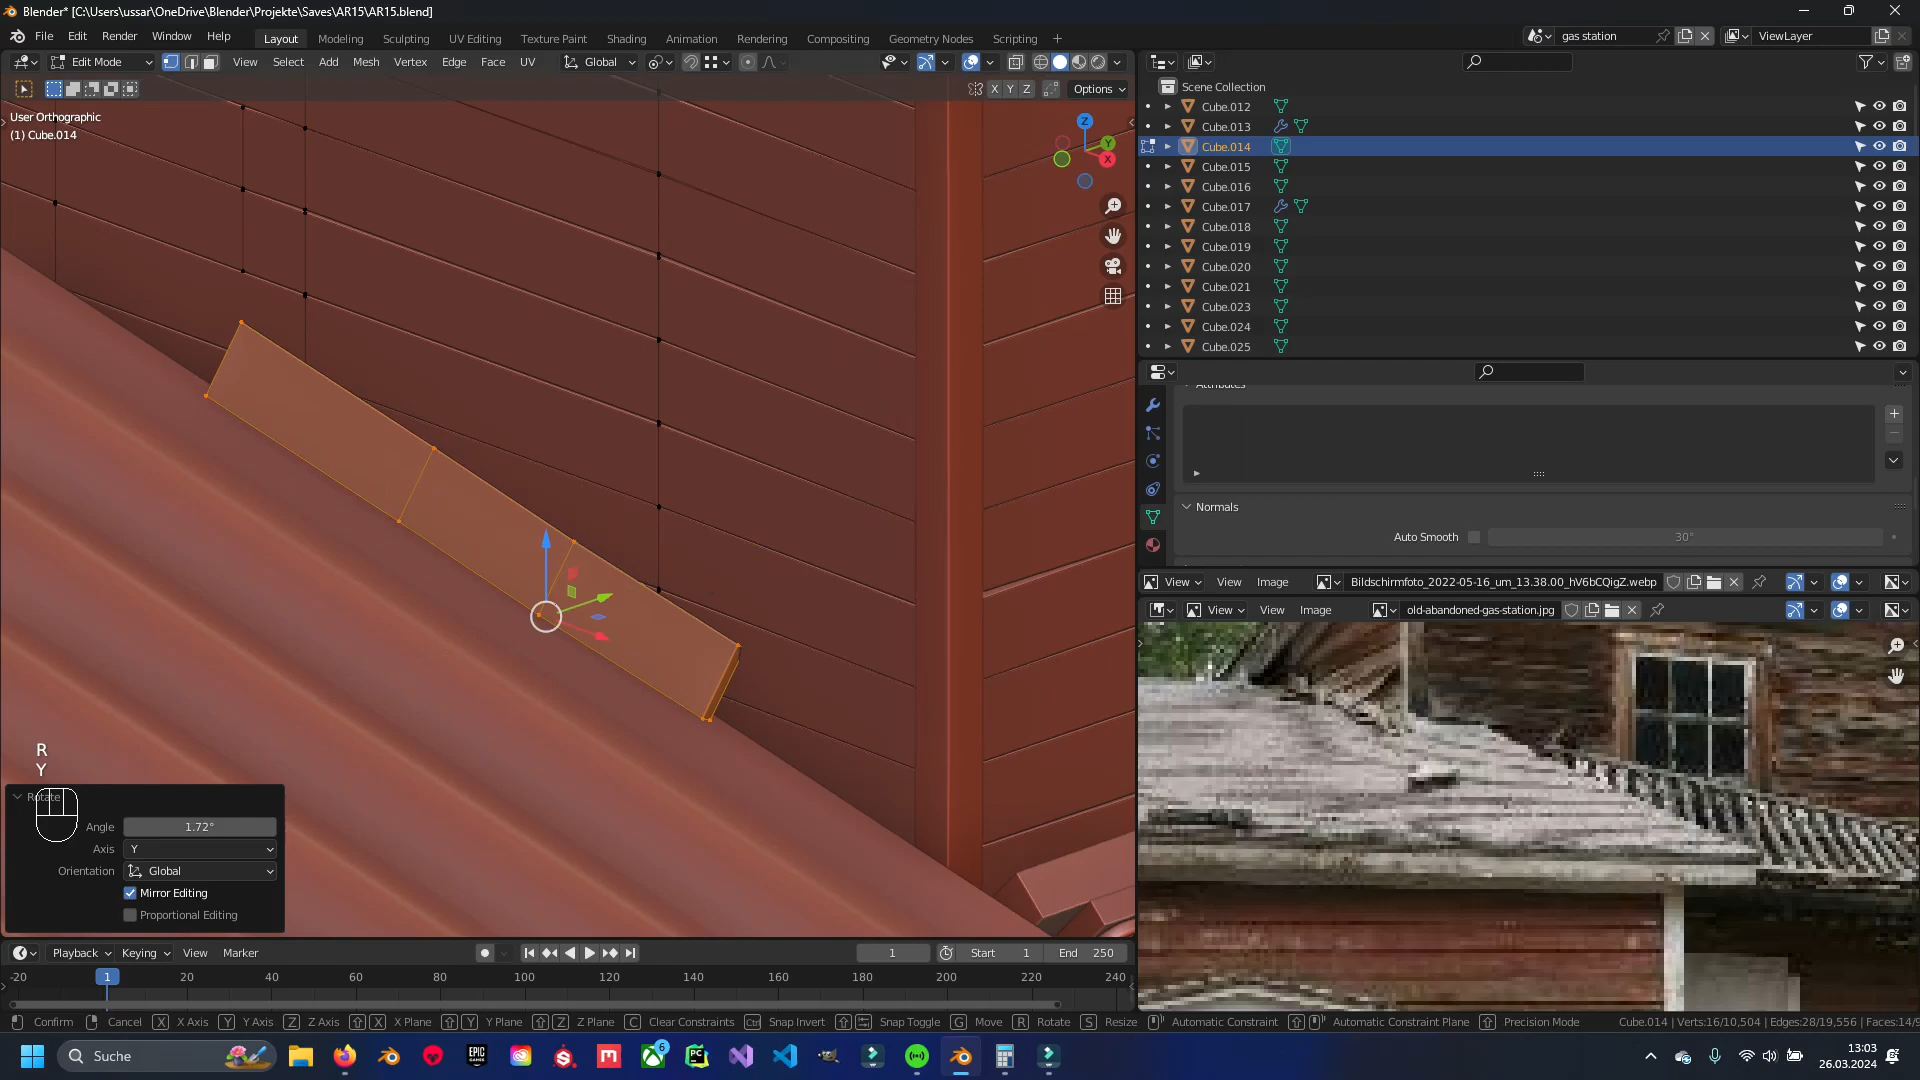 Blender* [C:\Users\ussar\OneDrive\Blender\Projekte\Saves\AR15\AR15.blend]
File Edit Render Window Help Layout Modeling Sculpting UV Editing Texture Paint Shading Animation Rendering Compositing Geometry Nodes Scripting + gas station ViewLayer
Edit Mode View Select Add Mesh Vertex Edge Face UV Global
X Y Z Options
User Orthographic
(1) Cube.014
Z
Y
X
R
Y
Rotate
Angle 1.72°
Axis Y
Orientation Global
Mirror Editing
Proportional Editing
Scene Collection
Cube.012
Cube.013
Cube.014
Cube.015
Cube.016
Cube.017
Cube.018
Cube.019
Cube.020
Cube.021
Cube.023
Cube.024
Cube.025
Attributes
Normals
Auto Smooth 30°
View View Image Bildschirmfoto_2022-05-16_um_13.38.00_hV6bCQigZ.webp
View View Image old-abandoned-gas-station.jpg
Playback Keying View Marker 1 Start 1 End 250
-20 1 20 40 60 80 100 120 140 160 180 200 220 240
Confirm Cancel X X Axis Y Y Axis Z Z Axis X X Plane Y Y Plane Z Z Plane C Clear Constraints Ctrl Snap Invert Snap Toggle G Move R Rotate S Resize Automatic Constraint Automatic Constraint Plane Precision Mode Cube.014 | Verts:16/10,504 | Edges:28/19,556 | Faces:14/9
Suche EPIC GAMES 6 PC 13:03
26.03.2024